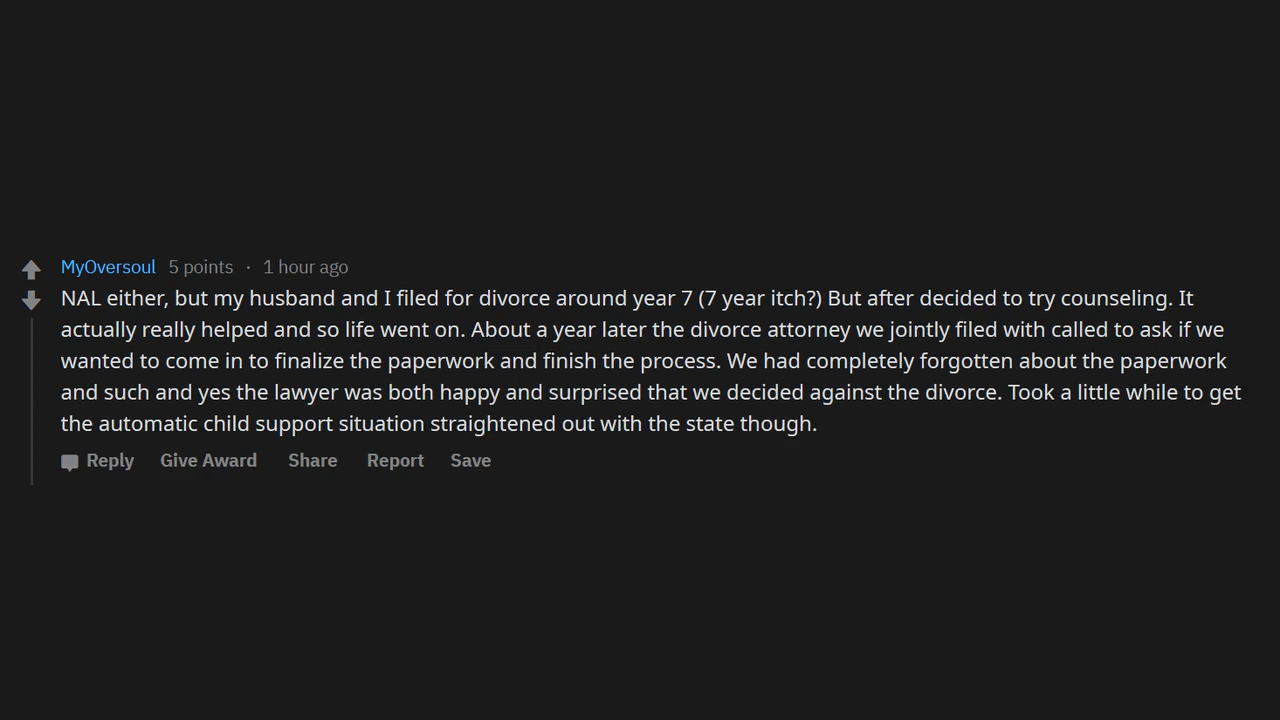 MyOversoul 5 points · 1 hour ago
NAL either, but my husband and I filed for divorce around year 7 (7 year itch?) But after decided to try counseling. It
actually really helped and so life went on. About a year later the divorce attorney we jointly filed with called to ask if we
wanted to come in to finalize the paperwork and finish the process. We had completely forgotten about the paperwork
and such and yes the lawyer was both happy and surprised that we decided against the divorce. Took a little while to get
the automatic child support situation straightened out with the state though.
Reply Give Award Share Report Save